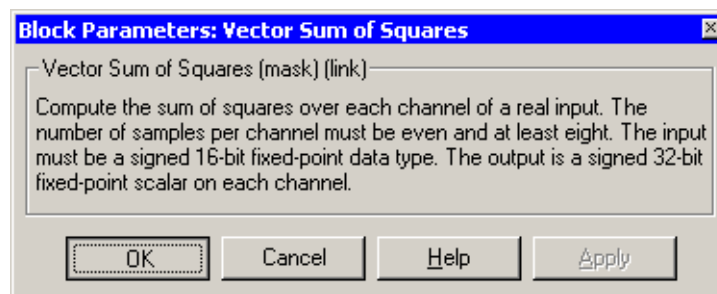 Block Parameters: Vector Sum of Squares
Vector Sum of Squares (mask) (link)
Compute the sum of squares over each channel of a real input. The
number of samples per channel must be even and at least eight. The input
must be a signed 16-bit fixed-point data type. The output is a signed 32-bit
fixed-point scalar on each channel.
OK Cancel Help Apply